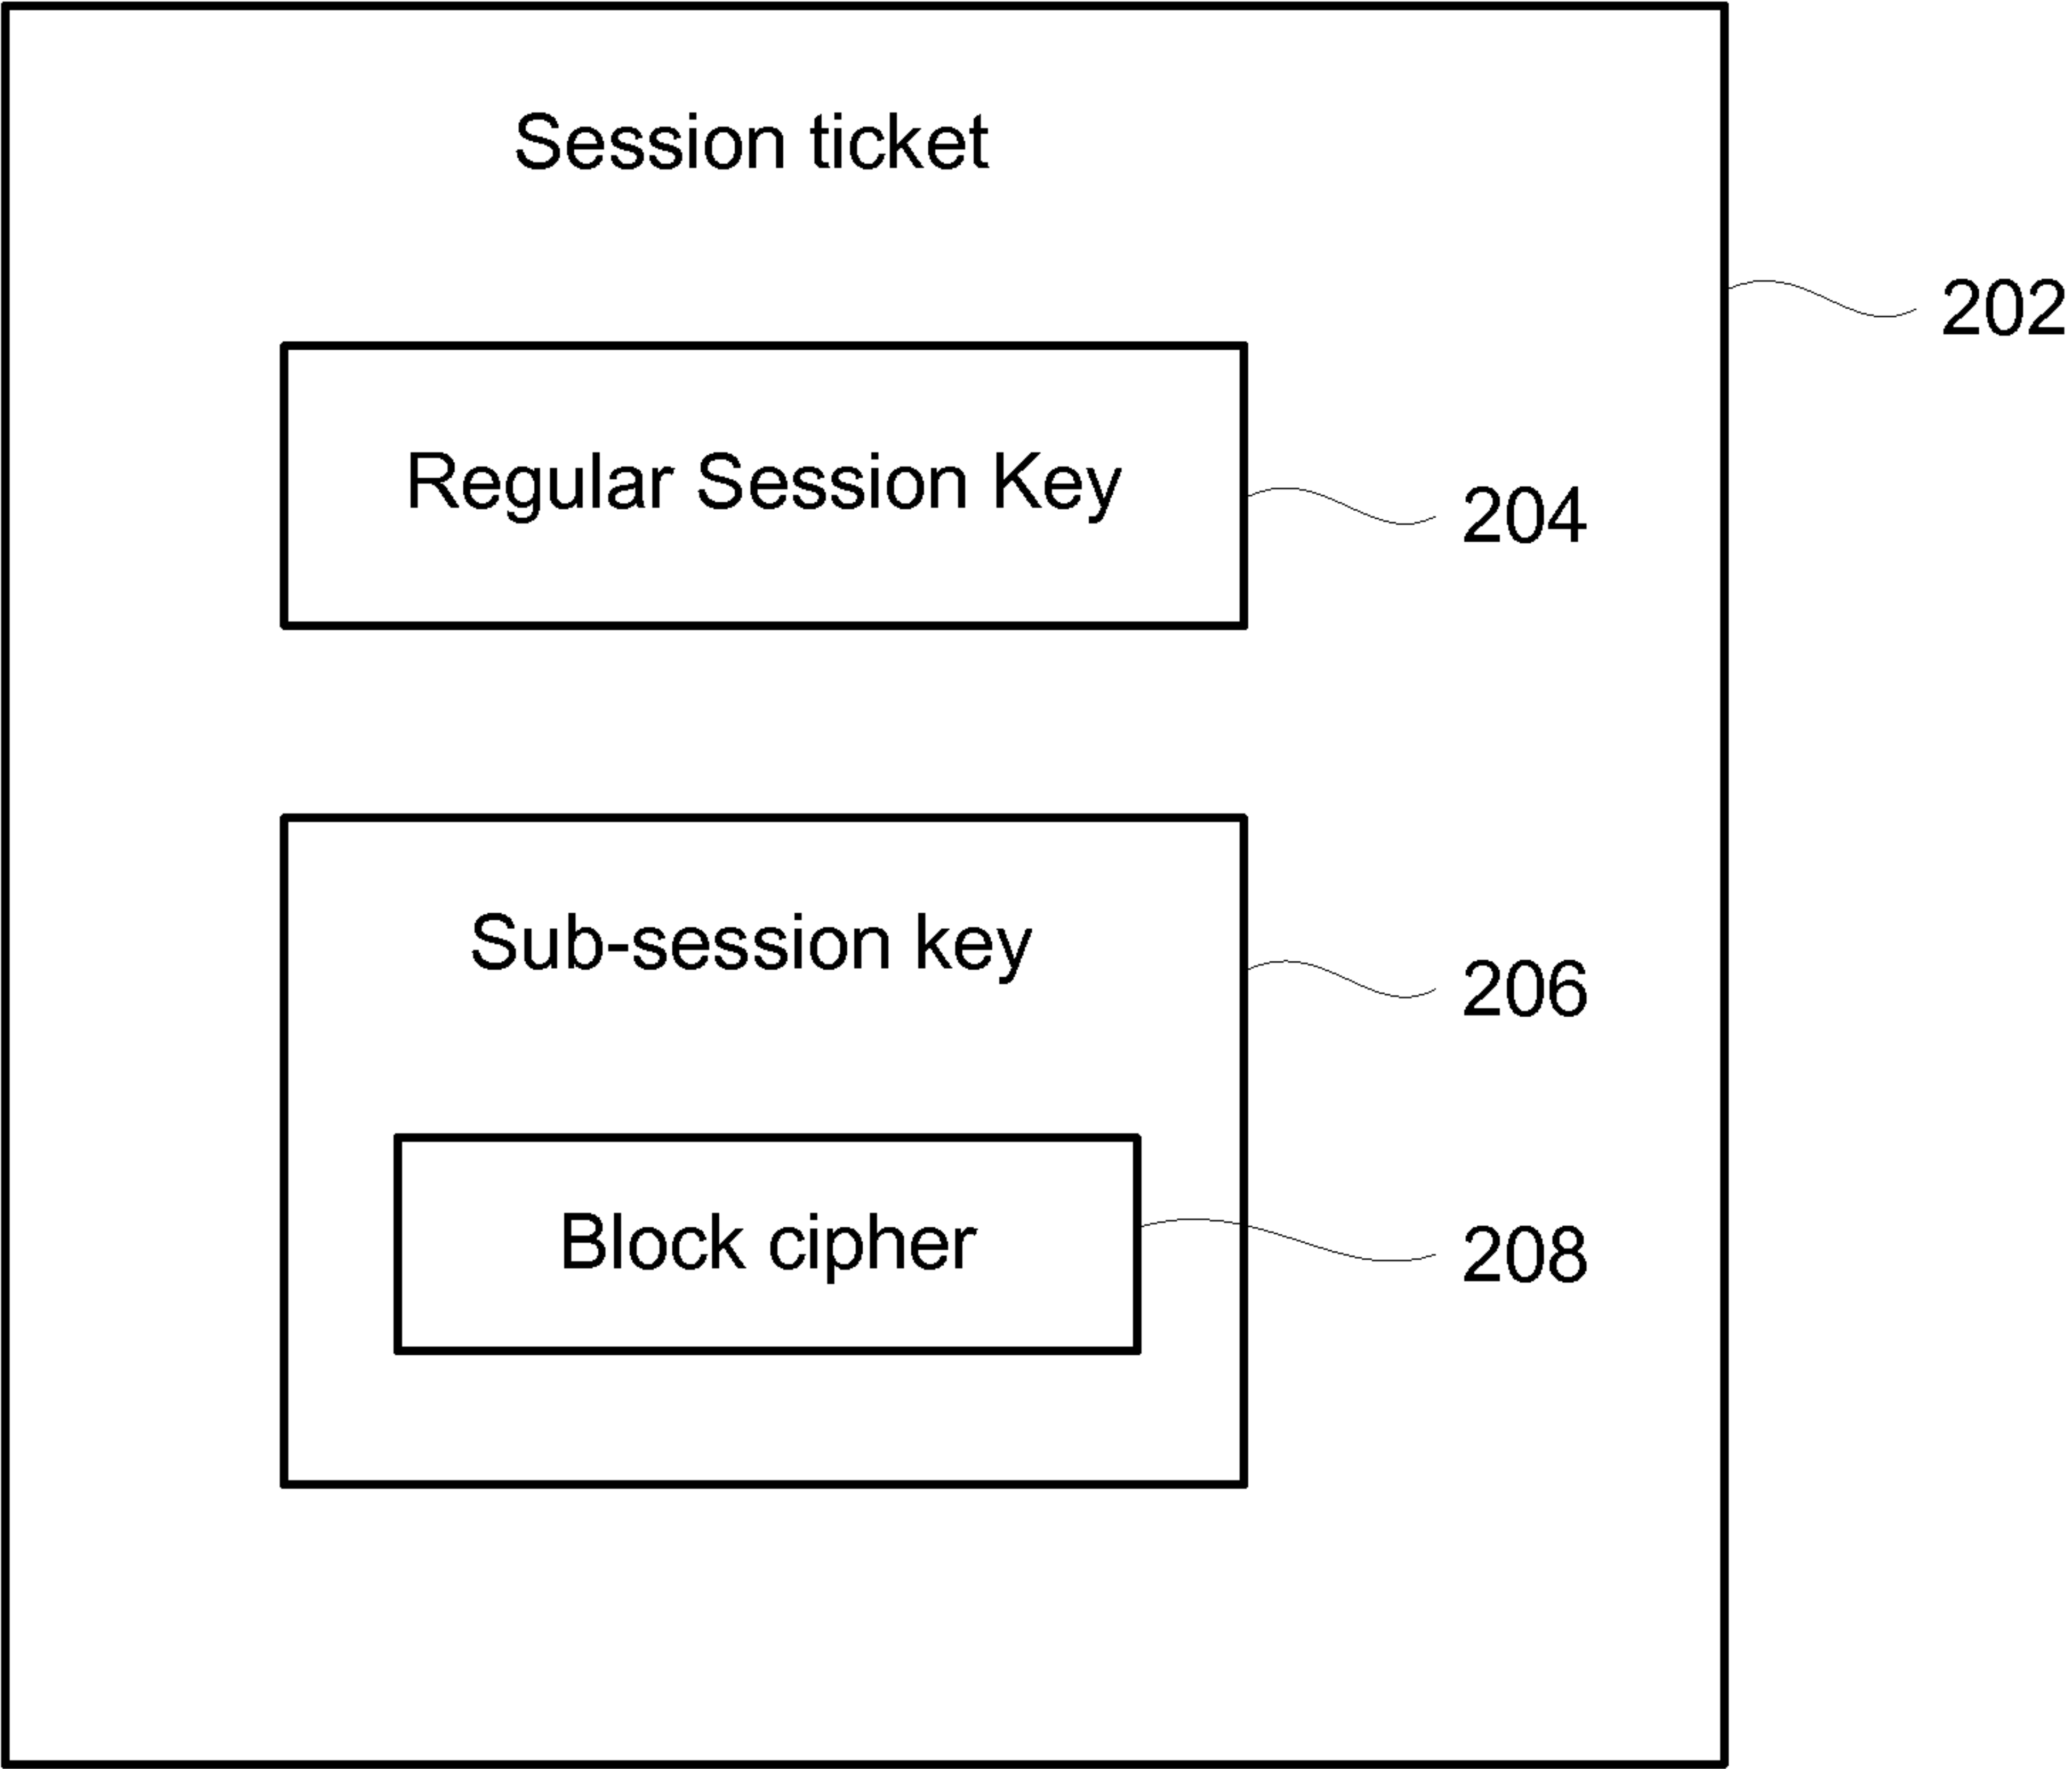 Session ticket
202
Regular Session Key
204
Sub-session key
206
Block cipher
208